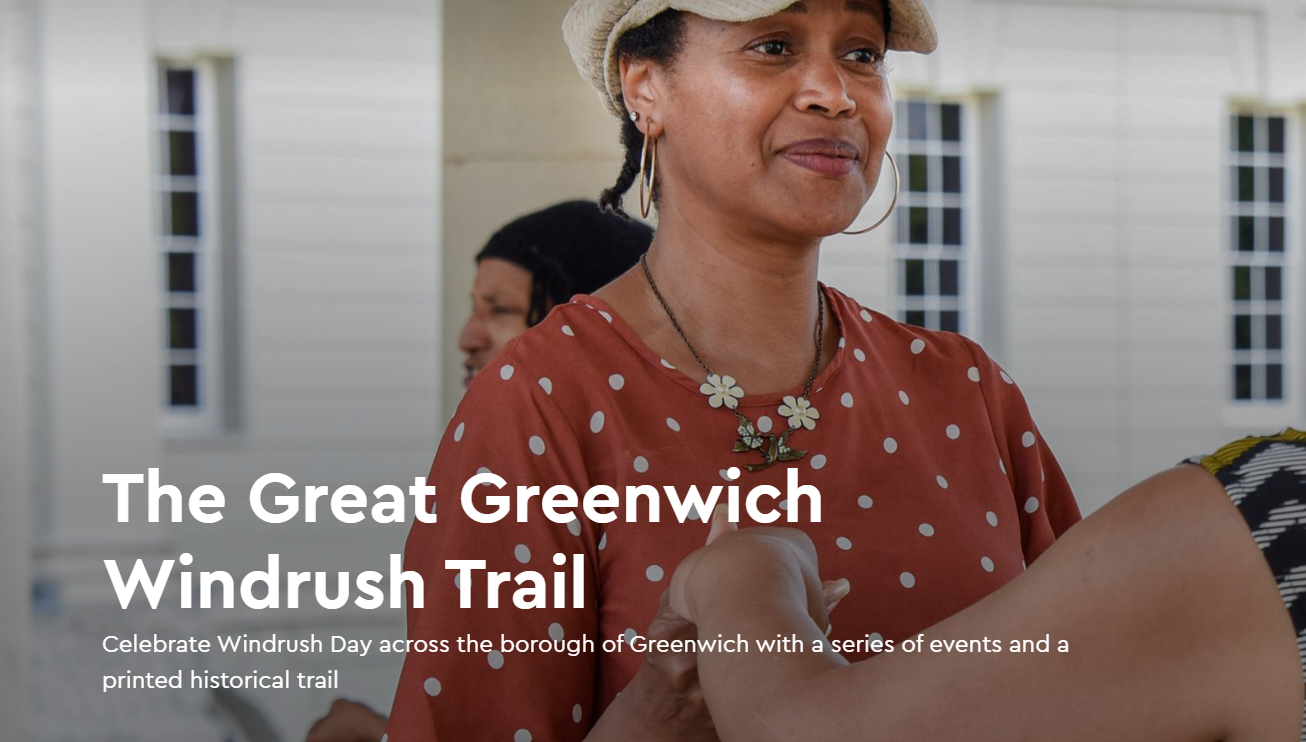 The Great Greenwich
Windrush Trail
Celebrate Windrush Day across the borough of Greenwich with a series of events and a
printed historical trail